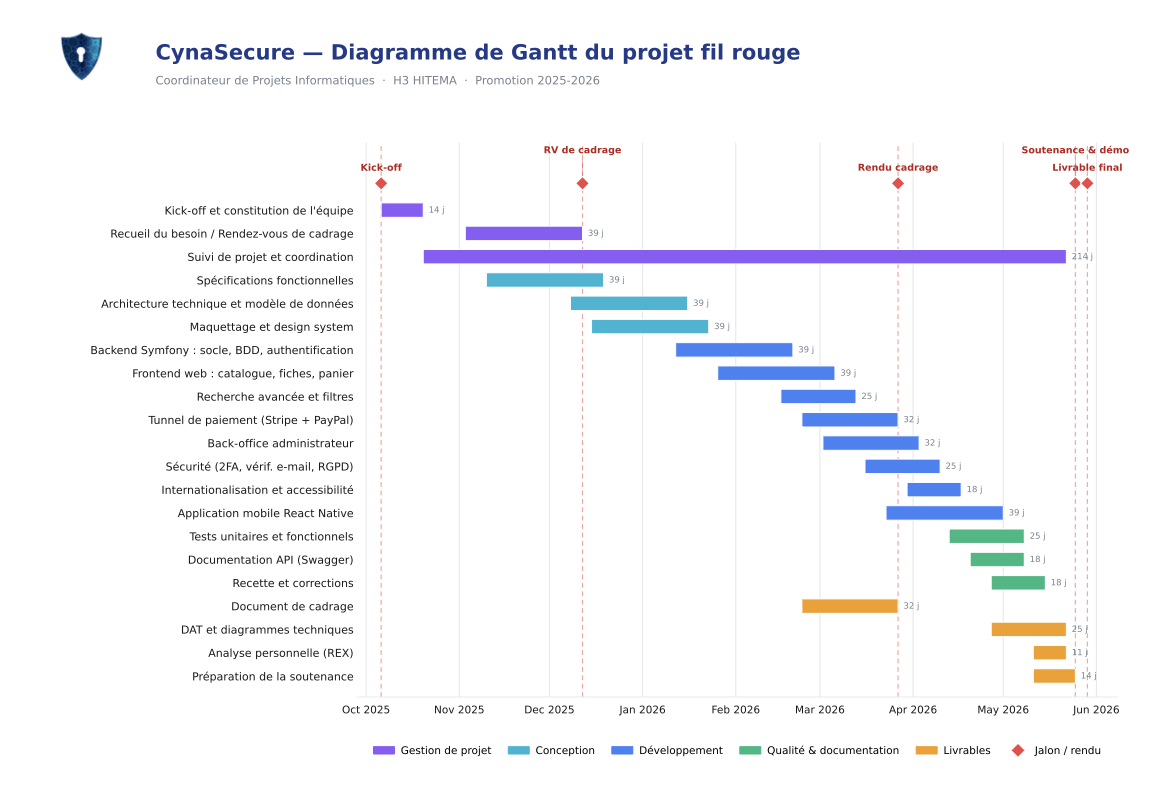 CynaSecure — Diagramme de Gantt du projet fil rouge
Coordinateur de Projets Informatiques · H3 HITEMA · Promotion 2025-2026
RV de cadrage
Soutenance & démo
Kick-off
Rendu cadrage
Livrable final
Kick-off et constitution de l'équipe
14 j
Recueil du besoin / Rendez-vous de cadrage
39 j
Suivi de projet et coordination
214 j
Spécifications fonctionnelles
39 j
Architecture technique et modèle de données
39 j
Maquettage et design system
39 j
Backend Symfony : socle, BDD, authentification
39 j
Frontend web : catalogue, fiches, panier
39 j
Recherche avancée et filtres
25 j
Tunnel de paiement (Stripe + PayPal)
32 j
Back-office administrateur
32 j
Sécurité (2FA, vérif. e-mail, RGPD)
25 j
Internationalisation et accessibilité
18 j
Application mobile React Native
39 j
Tests unitaires et fonctionnels
25 j
Documentation API (Swagger)
18 j
Recette et corrections
18 j
Document de cadrage
32 j
DAT et diagrammes techniques
25 j
Analyse personnelle (REX)
11 j
Préparation de la soutenance
14 j
Oct 2025
Nov 2025
Dec 2025
Jan 2026
Feb 2026
Mar 2026
Apr 2026
May 2026
Jun 2026
Gestion de projet
Conception
Développement
Qualité & documentation
Livrables
Jalon / rendu